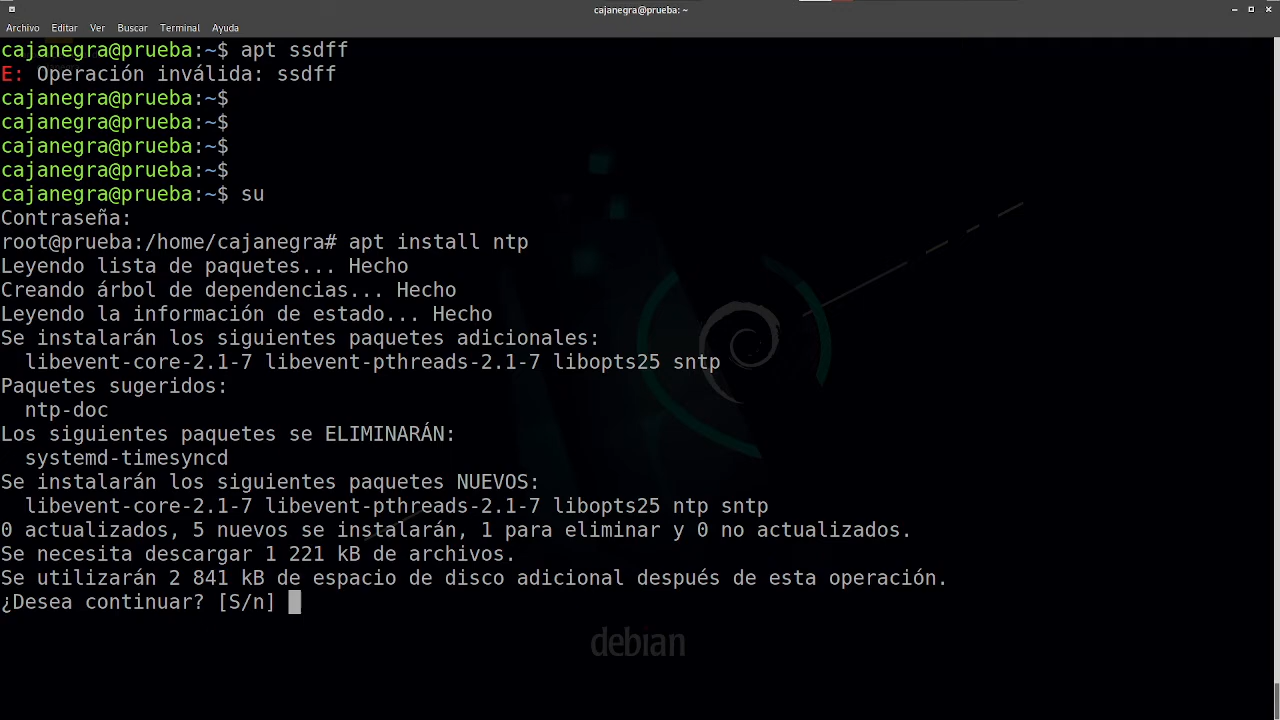 cajanegra@prueba: ~
Archivo Editar Ver Buscar Terminal Ayuda
cajanegra@prueba:~$ apt ssdff
E: Operación inválida: ssdff
cajanegra@prueba:~$
cajanegra@prueba:~$
cajanegra@prueba:~$
cajanegra@prueba:~$
cajanegra@prueba:~$ su
Contraseña:
root@prueba:/home/cajanegra# apt install ntp
Leyendo lista de paquetes... Hecho
Creando árbol de dependencias... Hecho
Leyendo la información de estado... Hecho
Se instalarán los siguientes paquetes adicionales:
  libevent-core-2.1-7 libevent-pthreads-2.1-7 libopts25 sntp
Paquetes sugeridos:
  ntp-doc
Los siguientes paquetes se ELIMINARÁN:
  systemd-timesyncd
Se instalarán los siguientes paquetes NUEVOS:
  libevent-core-2.1-7 libevent-pthreads-2.1-7 libopts25 ntp sntp
0 actualizados, 5 nuevos se instalarán, 1 para eliminar y 0 no actualizados.
Se necesita descargar 1 221 kB de archivos.
Se utilizarán 2 841 kB de espacio de disco adicional después de esta operación.
¿Desea continuar? [S/n]
debian